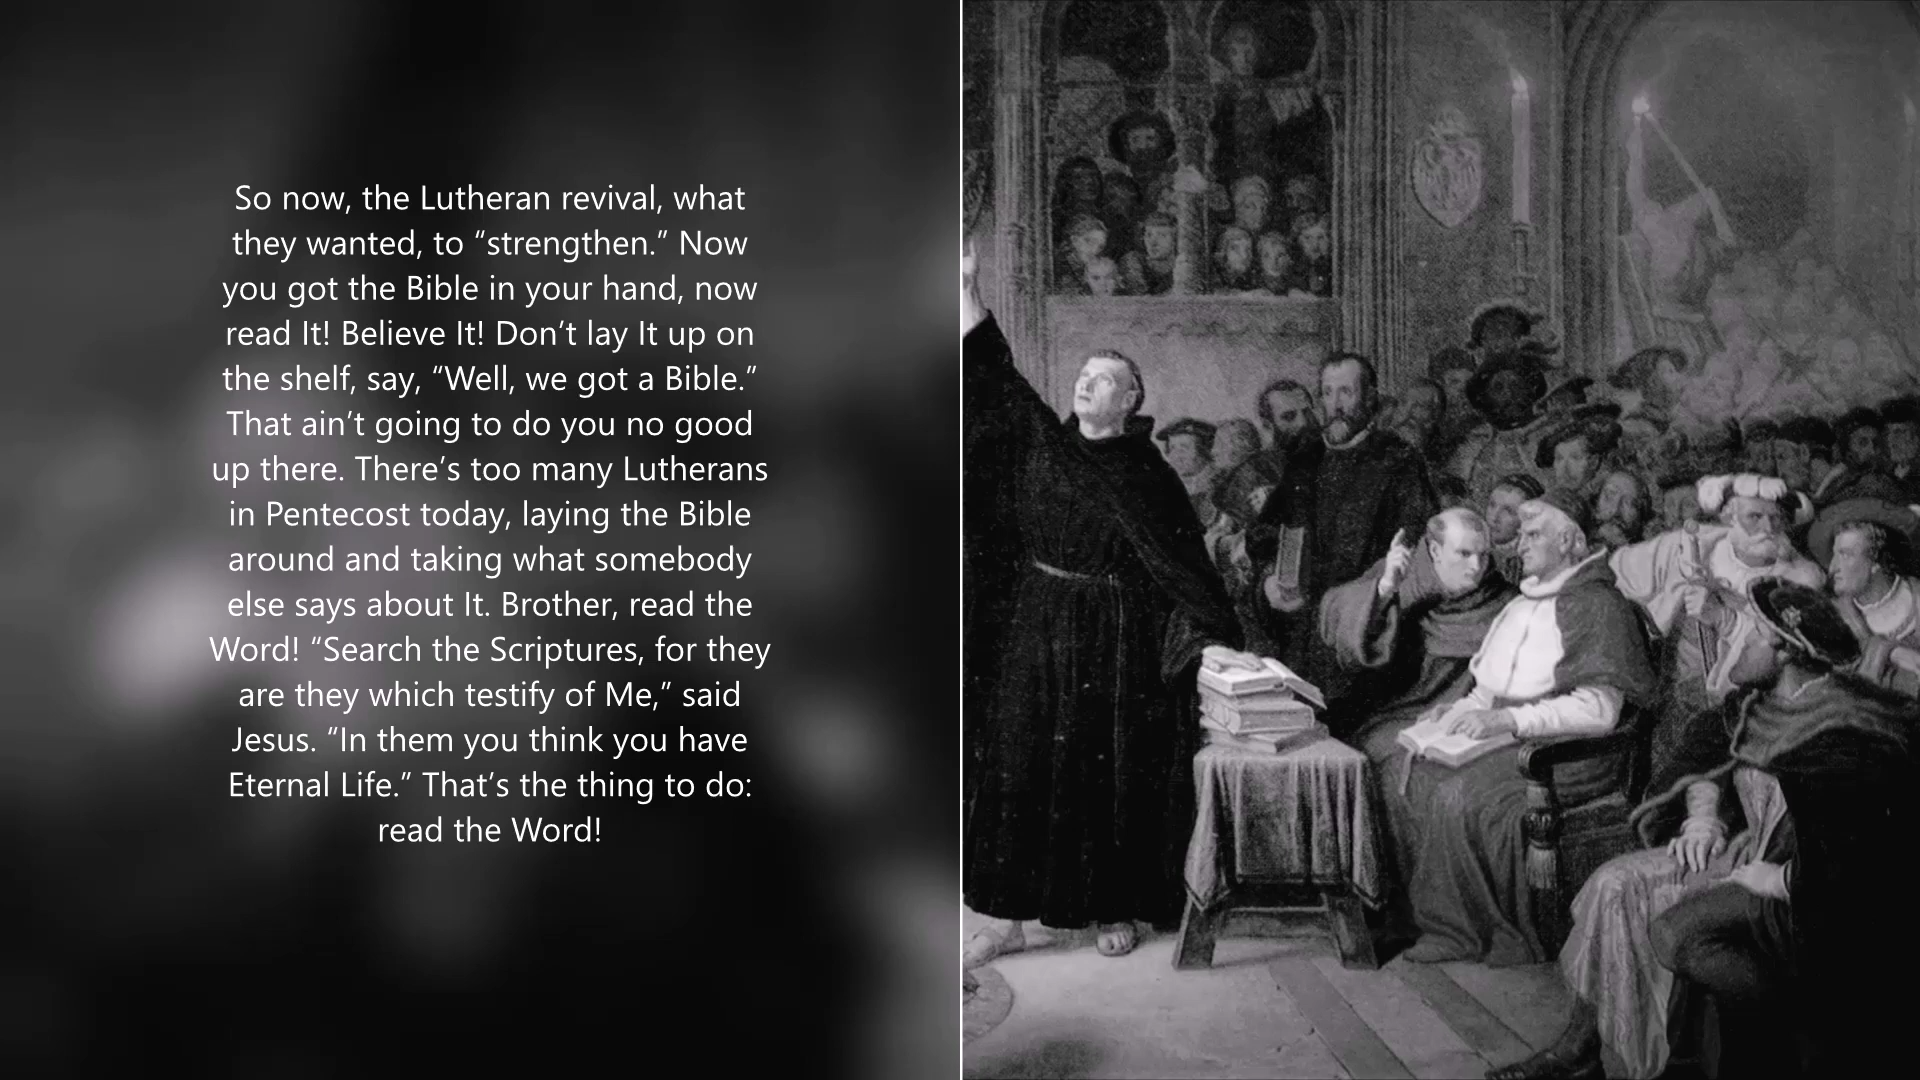 So now, the Lutheran revival, what
they wanted, to “strengthen.” Now
you got the Bible in your hand, now
read It! Believe It! Don’t lay It up on
the shelf, say, “Well, we got a Bible.”
That ain’t going to do you no good
up there. There’s too many Lutherans
in Pentecost today, laying the Bible
around and taking what somebody
else says about It. Brother, read the
Word! “Search the Scriptures, for they
are they which testify of Me,” said
Jesus. “In them you think you have
Eternal Life.” That’s the thing to do:
read the Word!